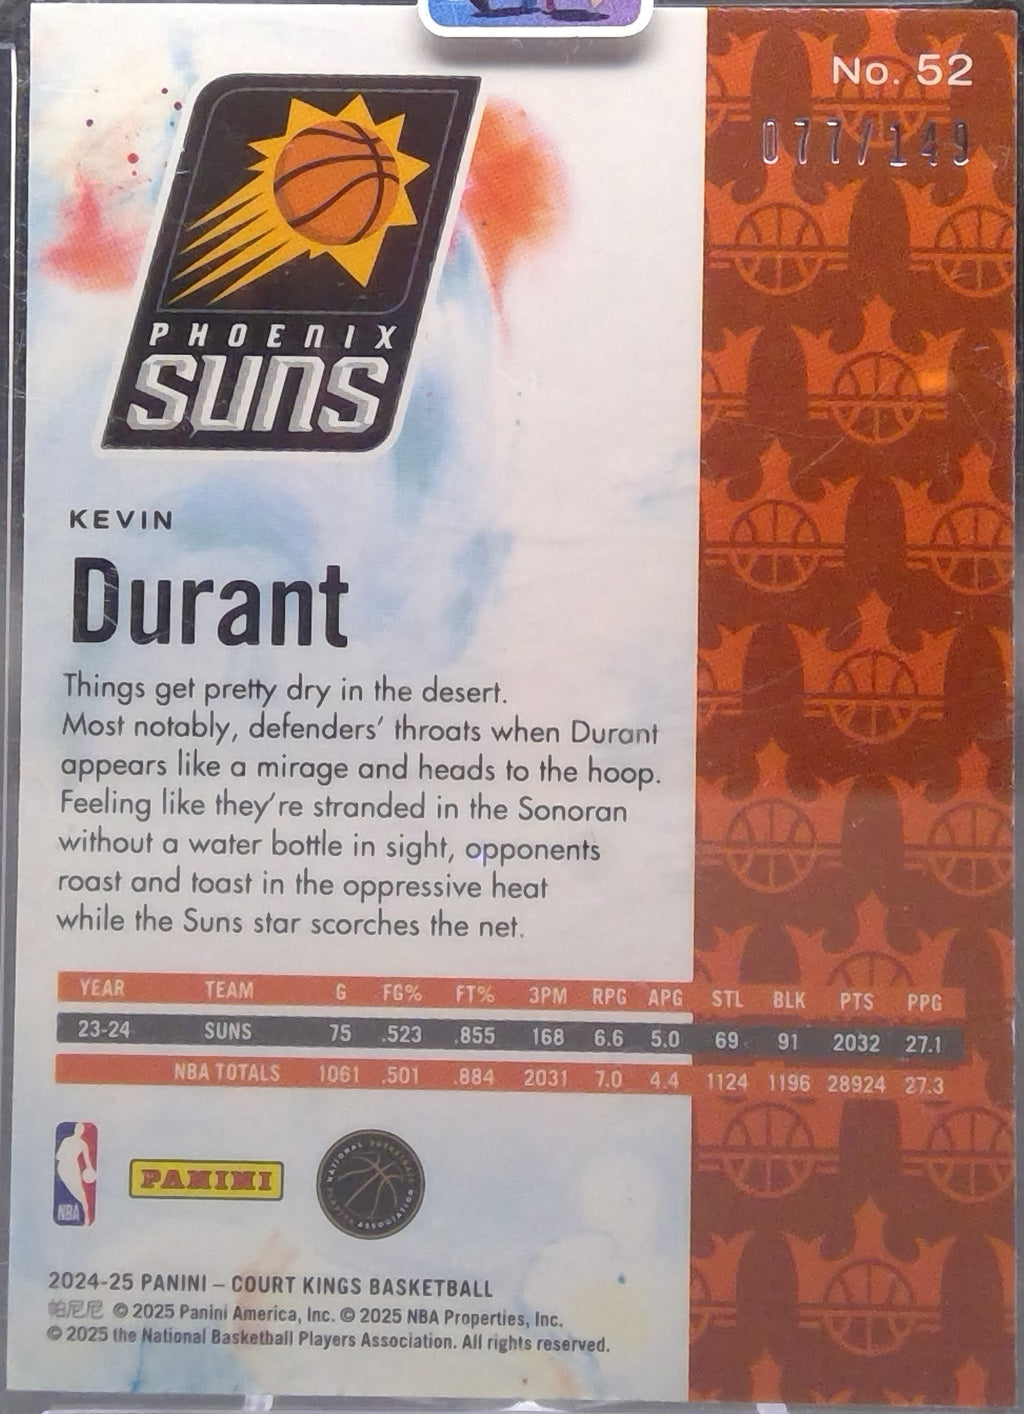 No. 52
077/149
PHOENIX
SUNS
KEVIN
Durant
Things get pretty dry in the desert.
Most notably, defenders' throats when Durant
appears like a mirage and heads to the hoop.
Feeling like they're stranded in the Sonoran
without a water bottle in sight, opponents
roast and toast in the oppressive heat
while the Suns star scorches the net.
YEAR TEAM G FG% FT% 3PM RPG APG STL BLK PTS PPG
23-24 SUNS 75 .523 .855 168 6.6 5.0 69 91 2032 27.1
NBA TOTALS 1061 .501 .884 2031 7.0 4.4 1124 1196 28924 27.3
NBA
PANINI
NATIONAL BASKETBALL
PLAYERS ASSOCIATION
2024-25 PANINI – COURT KINGS BASKETBALL
帕尼尼 © 2025 Panini America, Inc. © 2025 NBA Properties, Inc.
© 2025 the National Basketball Players Association. All rights reserved.